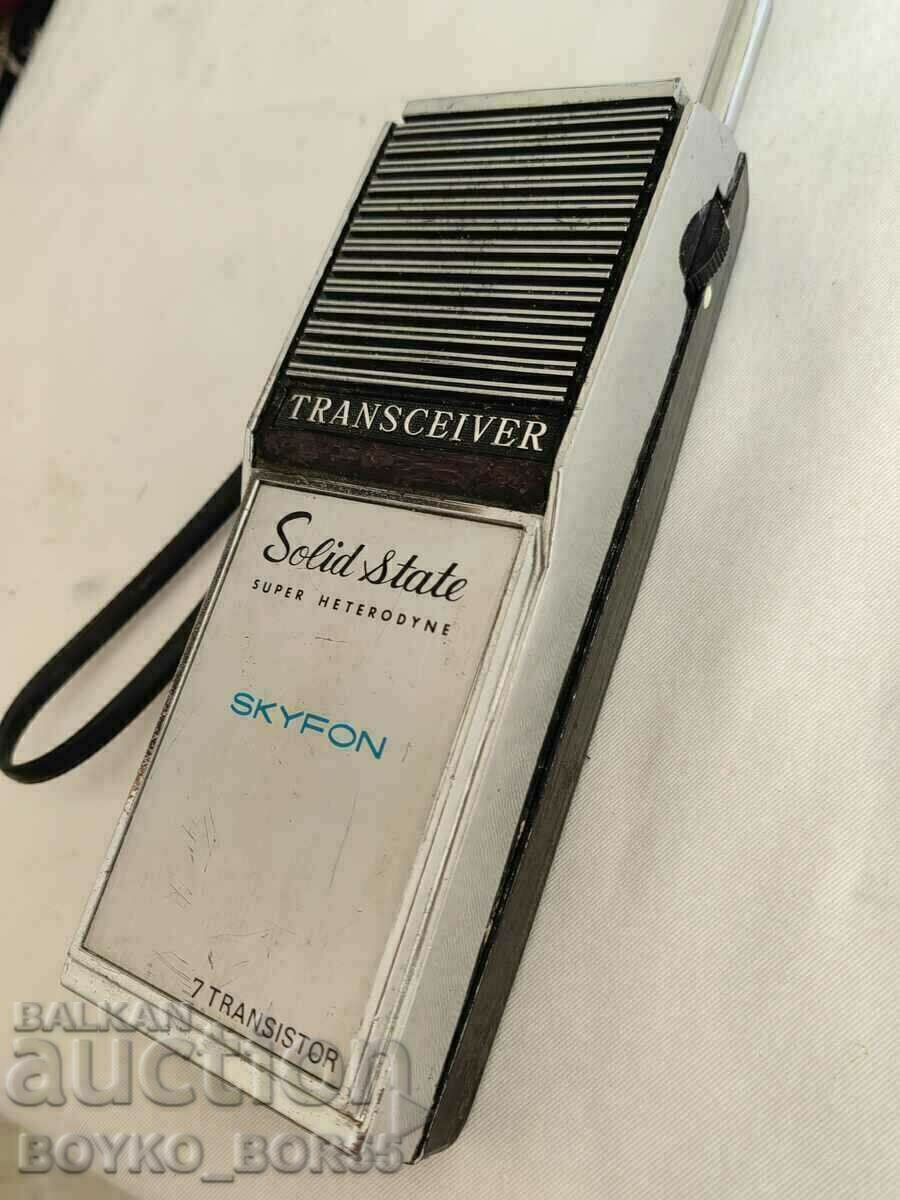 TRANSCEIVER
Solid State
SUPER HETERODYNE
SKYFON
7 TRANSISTOR
BALKAN
auction
BOYKO_BOR55